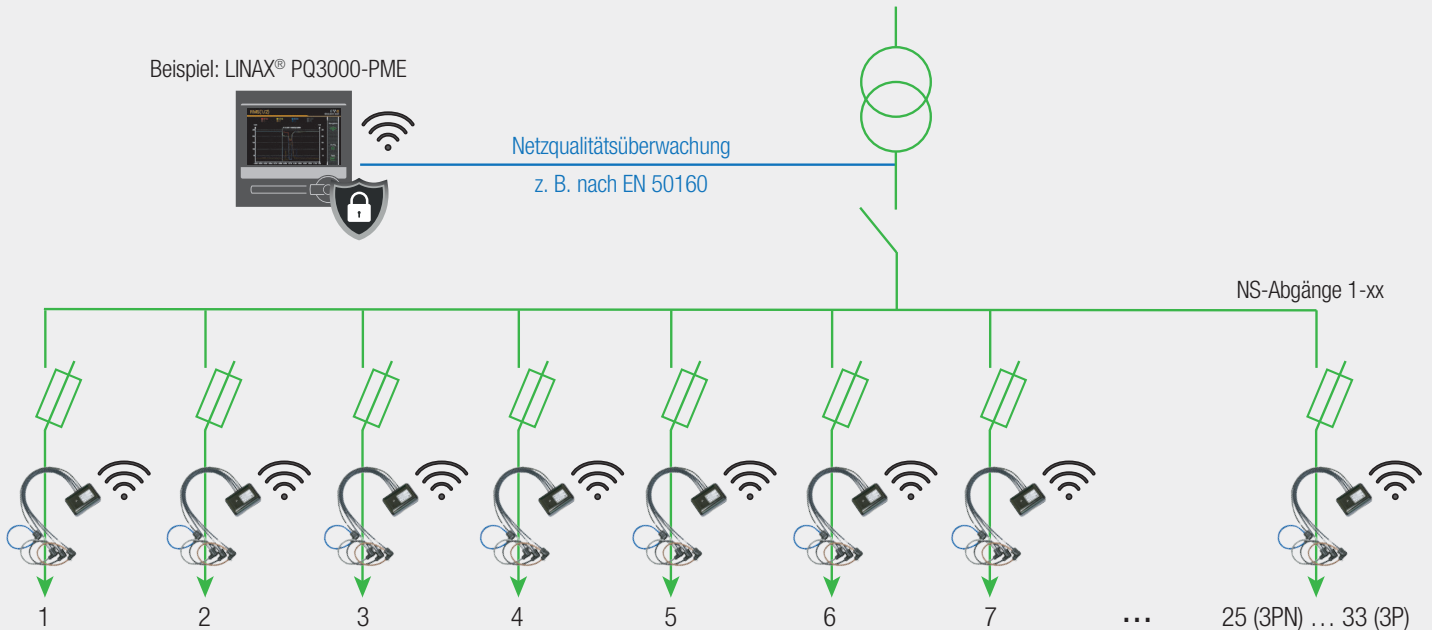 Beispiel: LINAX® PQ3000-PME
Netzqualitätsüberwachung
z. B. nach EN 50160
NS-Abgänge 1-xx
1 2 3 4 5 6 7 ... 25 (3PN) ... 33 (3P)